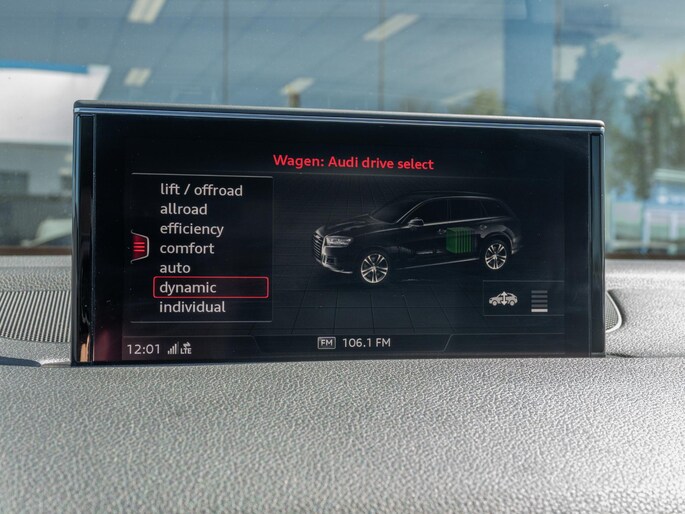 Wagen: Audi drive select
lift / offroad
allroad
efficiency
comfort
auto
dynamic
individual
12:01 LTE
FM 106.1 FM